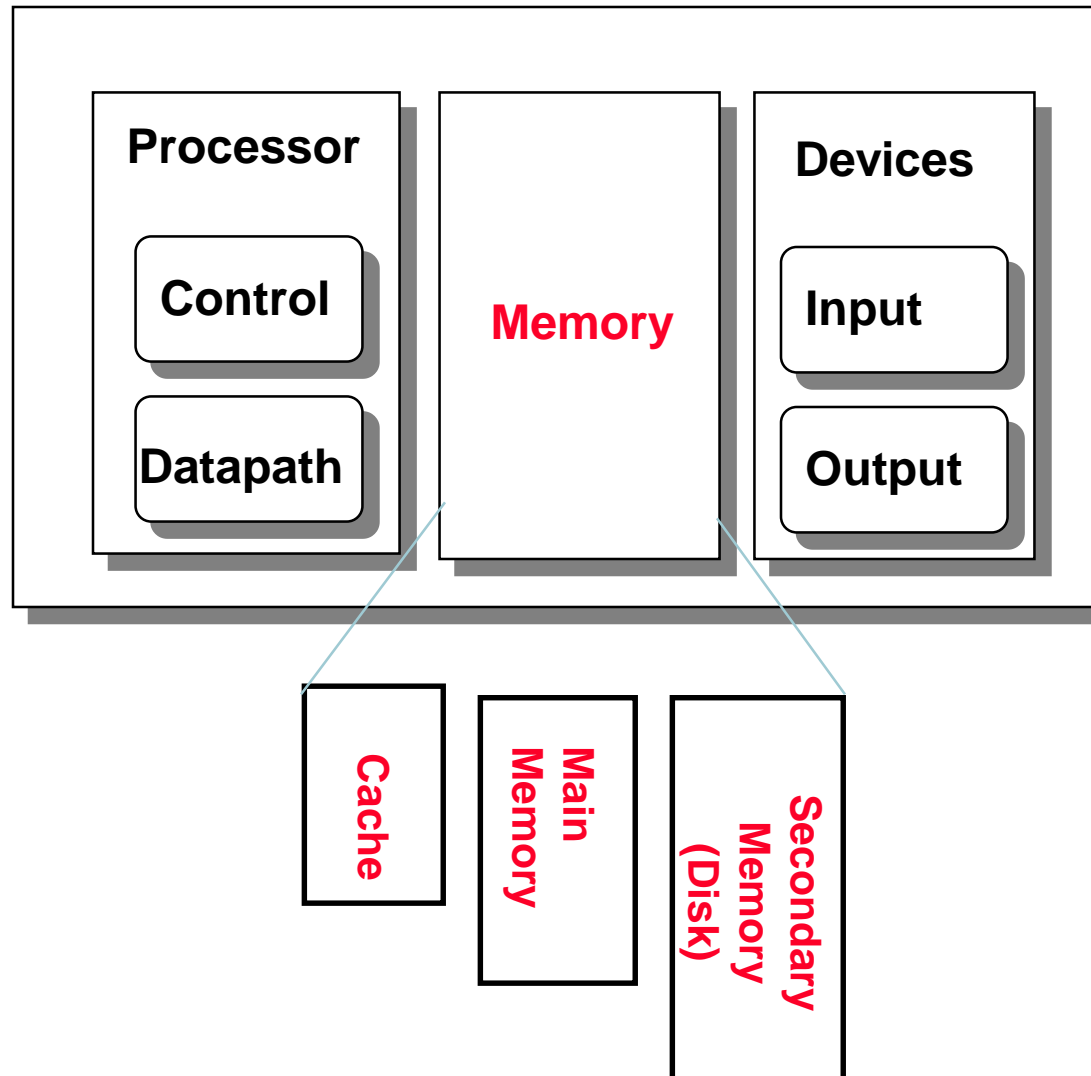 Processor
Control
Datapath
Memory
Devices
Input
Output
Cache
Main
Memory
Secondary
Memory
(Disk)